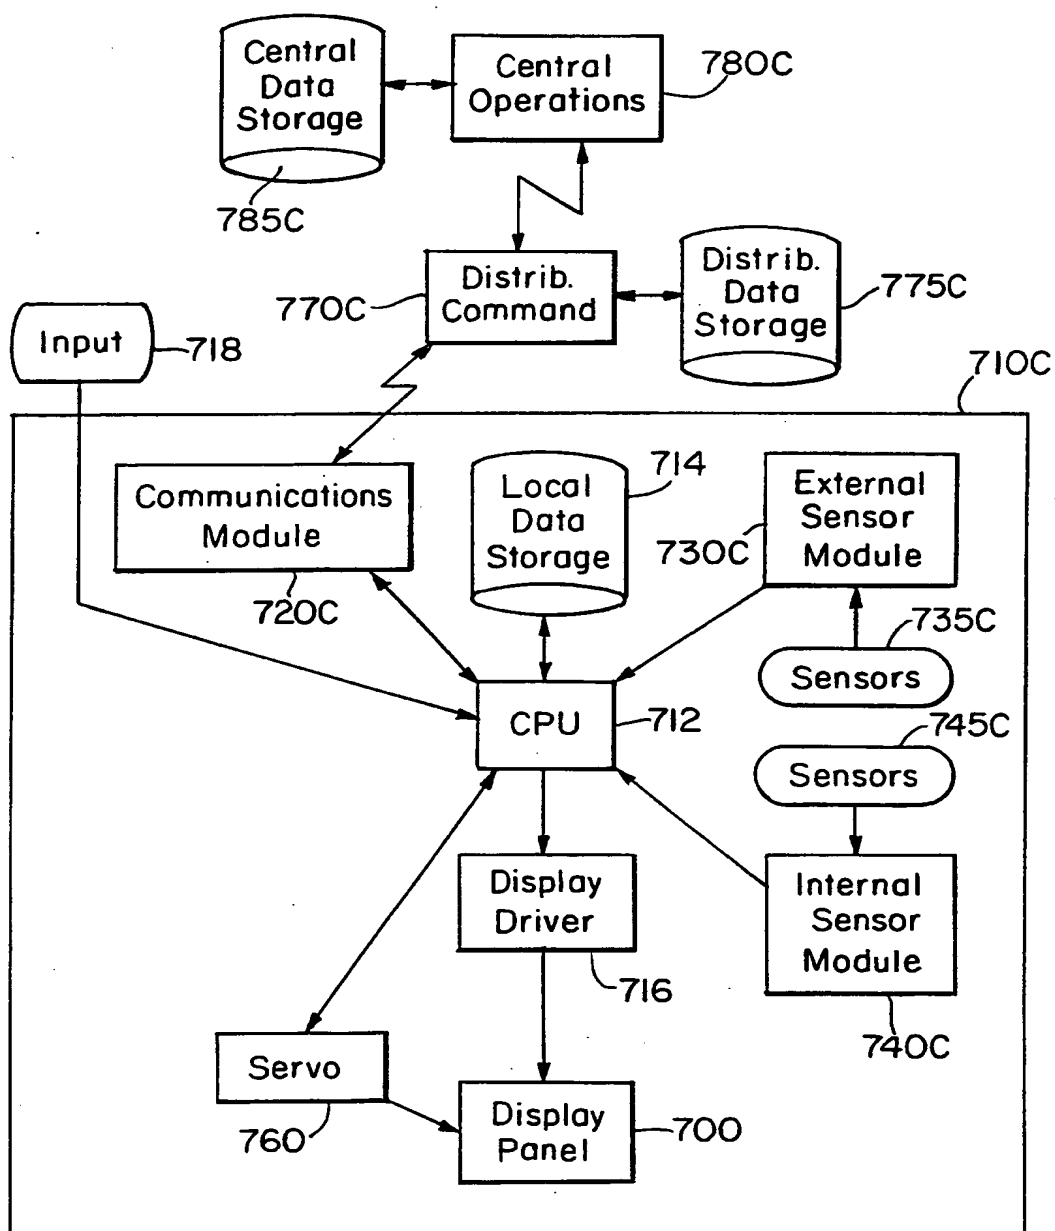 Central
Data
Storage
785C
Central
Operations
780C
Distrib.
Command
770C
Distrib.
Data
Storage
775C
Input
718
710C
Communications
Module
720C
Local
Data
Storage
714
External
Sensor
Module
730C
Sensors
735C
CPU
712
Sensors
745C
Display
Driver
716
Internal
Sensor
Module
740C
Servo
760
Display
Panel
700